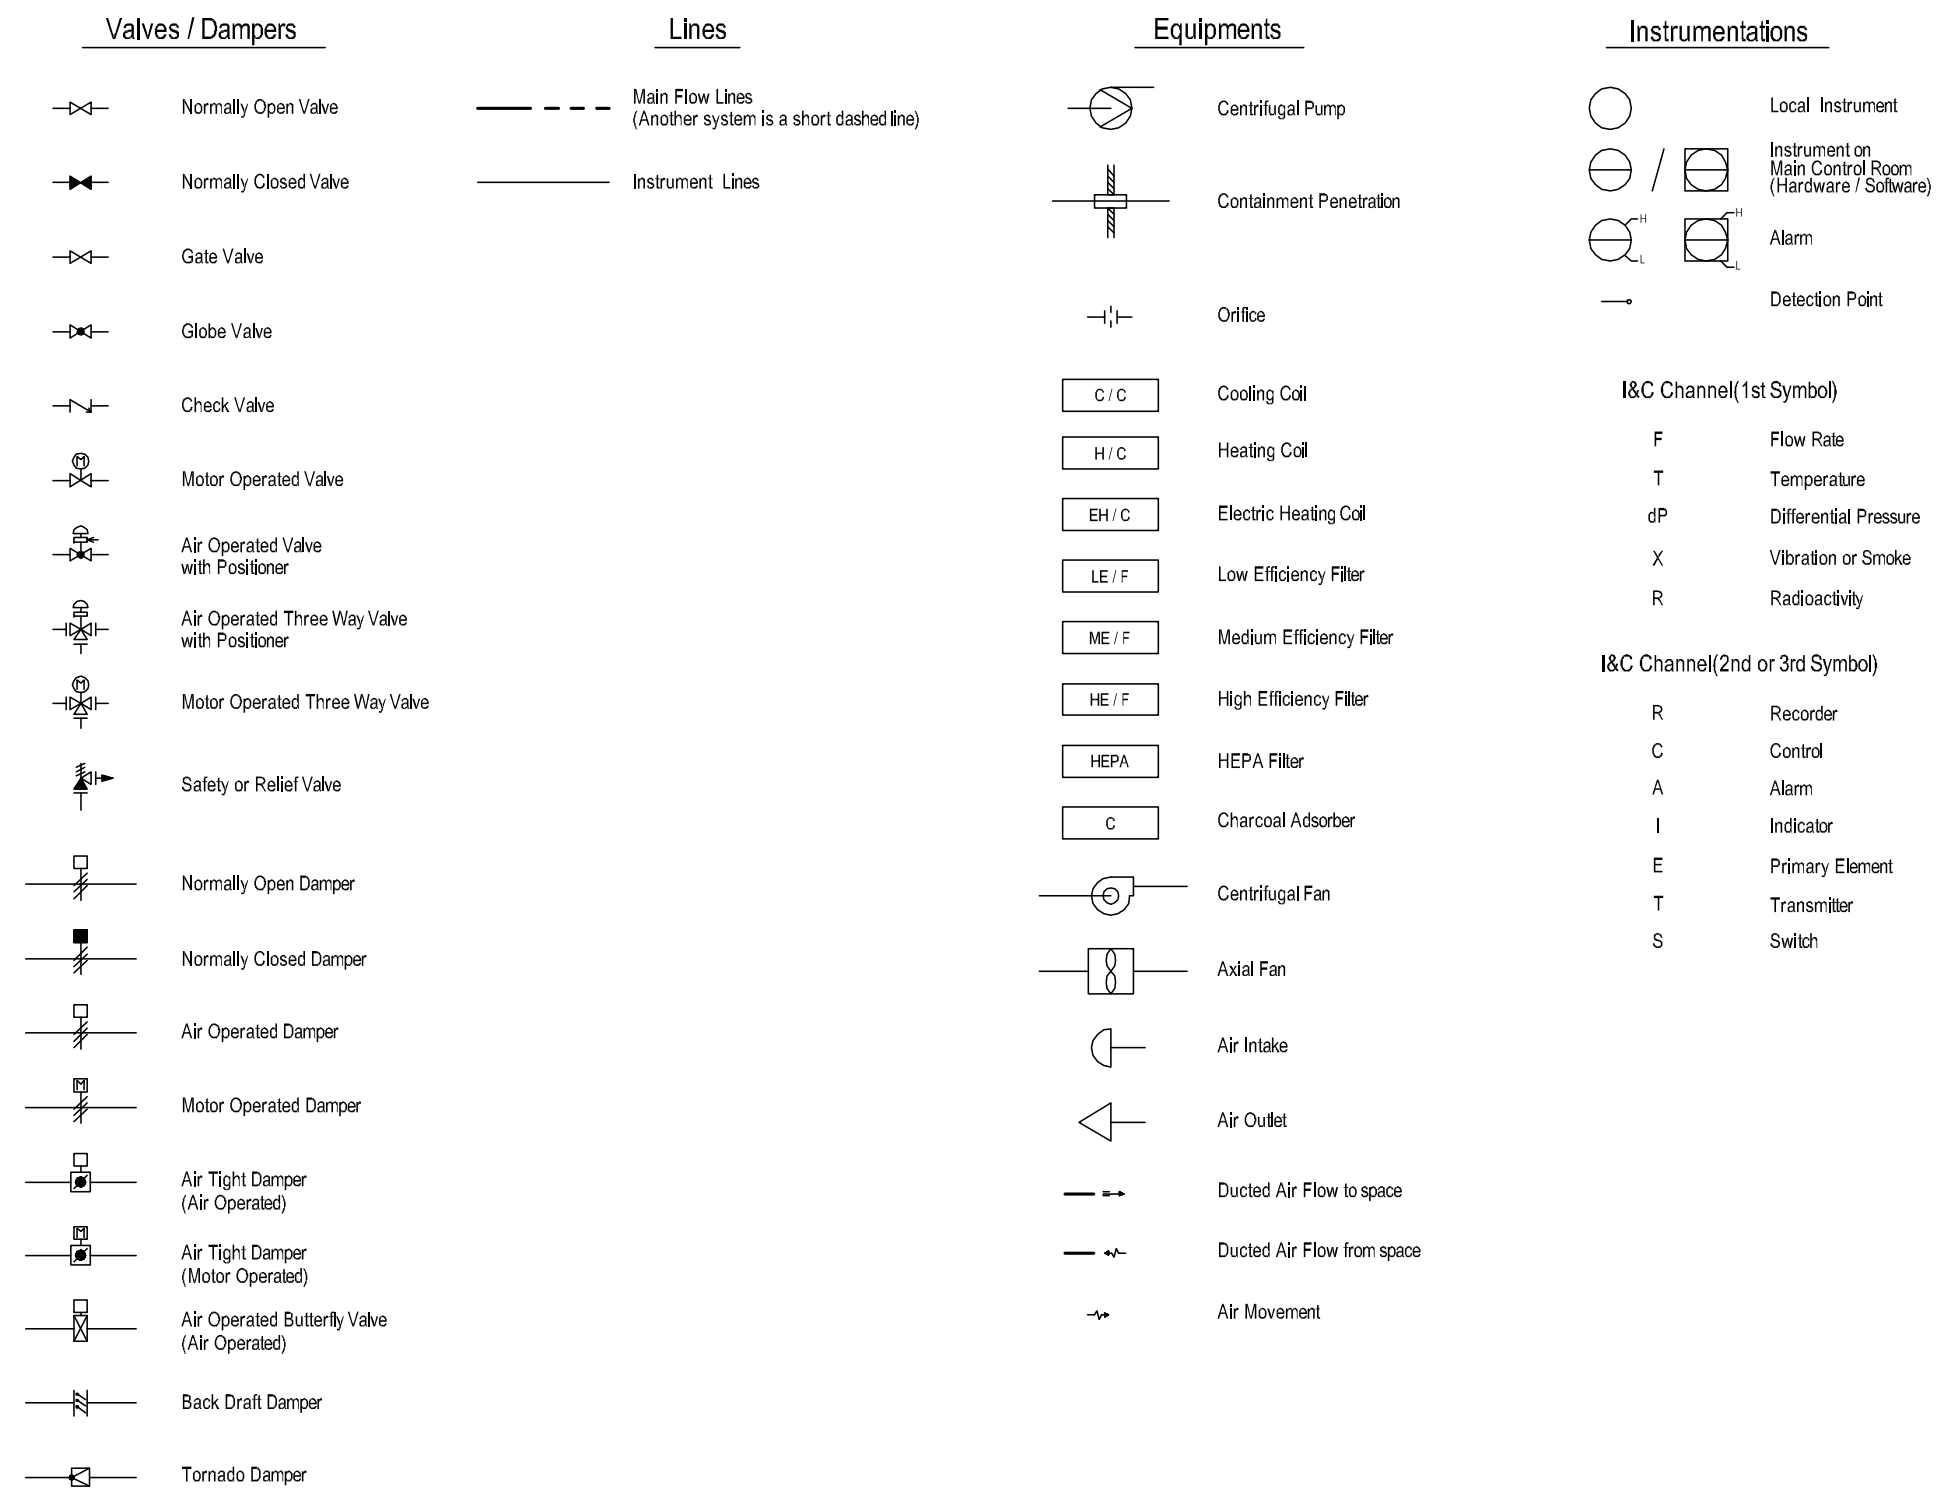 Valves / Dampers
Normally Open Valve
Normally Closed Valve
Gate Valve
Globe Valve
Check Valve
M
Motor Operated Valve
Air Operated Valve
with Positioner
Air Operated Three Way Valve
with Positioner
M
Motor Operated Three Way Valve
Safety or Relief Valve
Normally Open Damper
Normally Closed Damper
Air Operated Damper
M
Motor Operated Damper
Air Tight Damper
(Air Operated)
M
Air Tight Damper
(Motor Operated)
Air Operated Butterfly Valve
(Air Operated)
Back Draft Damper
Tornado Damper
Lines
Main Flow Lines
(Another system is a short dashed line)
Instrument Lines
Equipments
Centrifugal Pump
Containment Penetration
Orifice
C / C
Cooling Coil
H / C
Heating Coil
EH / C
Electric Heating Coil
LE / F
Low Efficiency Filter
ME / F
Medium Efficiency Filter
HE / F
High Efficiency Filter
HEPA
HEPA Filter
C
Charcoal Adsorber
Centrifugal Fan
Axial Fan
Air Intake
Air Outlet
Ducted Air Flow to space
Ducted Air Flow from space
Air Movement
Instrumentations
Local Instrument
/
Instrument on
Main Control Room
(Hardware / Software)
H
L
H
L
Alarm
Detection Point
I&C Channel(1st Symbol)
F Flow Rate
T Temperature
dP Differential Pressure
X Vibration or Smoke
R Radioactivity
I&C Channel(2nd or 3rd Symbol)
R Recorder
C Control
A Alarm
I Indicator
E Primary Element
T Transmitter
S Switch